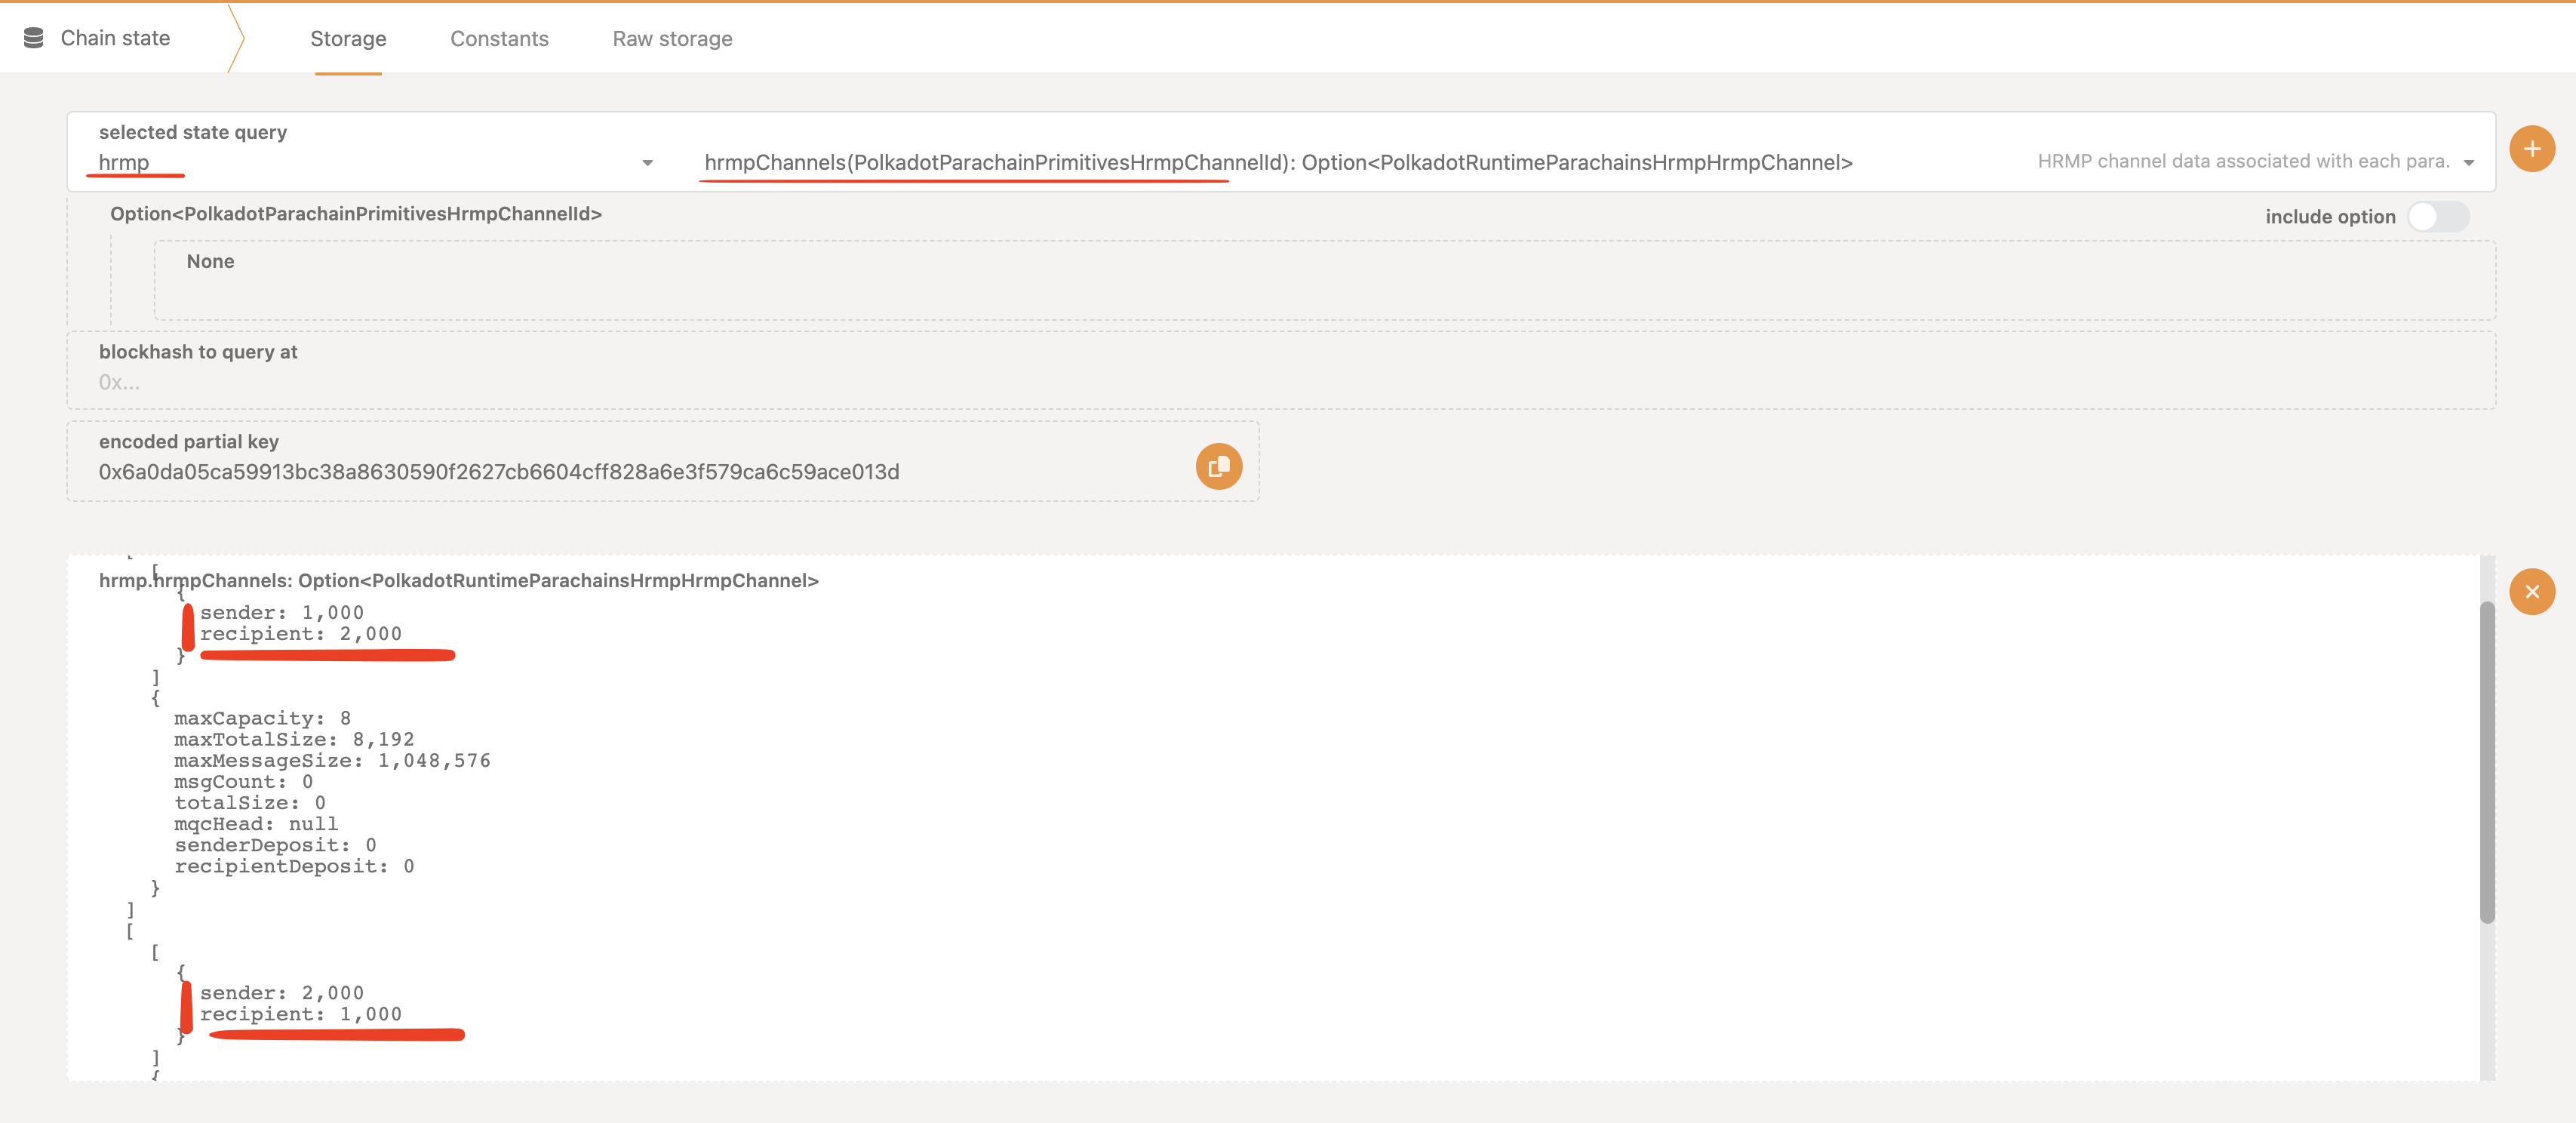 Chain state
Storage
Constants
Raw storage
selected state query
hrmp
hrmpChannels(PolkadotParachainPrimitivesHrmpChannelId): Option<PolkadotRuntimeParachainsHrmpHrmpChannel>
HRMP channel data associated with each para.
Option<PolkadotParachainPrimitivesHrmpChannelId>
include option
None
blockhash to query at
0x...
encoded partial key
0x6a0da05ca59913bc38a8630590f2627cb6604cff828a6e3f579ca6c59ace013d
[
[
hrmp.hrmpChannels: Option<PolkadotRuntimeParachainsHrmpHrmpChannel>
{
sender: 1,000
recipient: 2,000
}
]
{
maxCapacity: 8
maxTotalSize: 8,192
maxMessageSize: 1,048,576
msgCount: 0
totalSize: 0
mqcHead: null
senderDeposit: 0
recipientDeposit: 0
}
]
[
[
{
sender: 2,000
recipient: 1,000
}
]
{